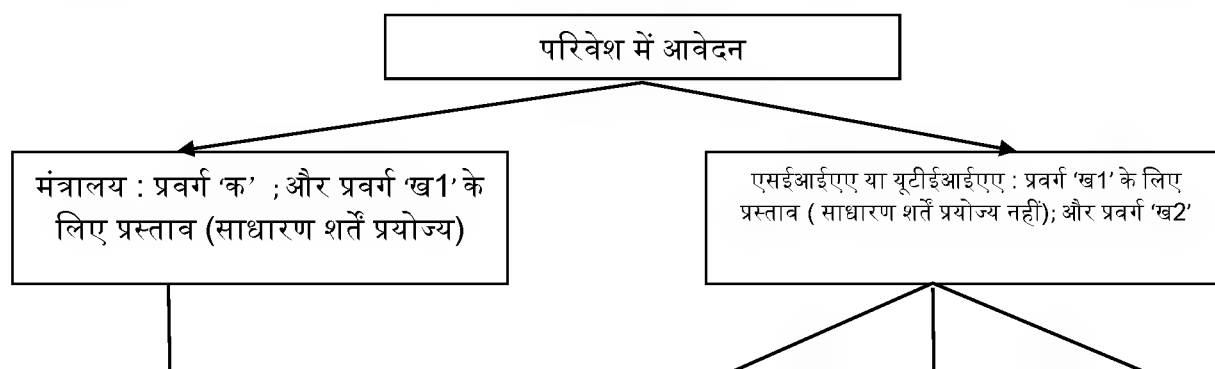 परिवेश में आवेदन
मंत्रालय : प्रवर्ग ‘क’ ; और प्रवर्ग ‘ख1’ के
लिए प्रस्ताव (साधारण शर्तें प्रयोज्य)
एसईआईएए या यूटीईआईएए : प्रवर्ग ‘ख1’ के लिए
प्रस्ताव ( साधारण शर्तें प्रयोज्य नहीं); और प्रवर्ग ‘ख2’